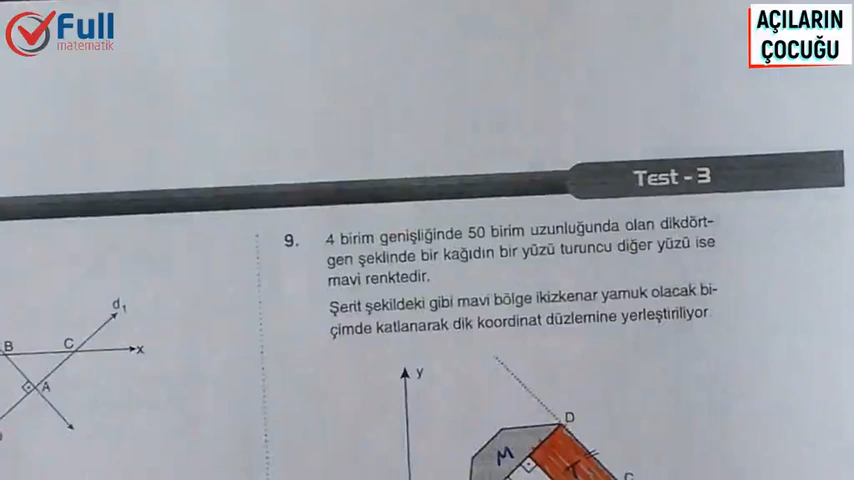 Full
matematik
AÇILARIN
ÇOCUĞU
Test - 3
9. 4 birim genişliğinde 50 birim uzunluğunda olan dikdört-
gen şeklinde bir kağıdın bir yüzü turuncu diğer yüzü ise
mavi renktedir.
Şerit şekildeki gibi mavi bölge ikizkenar yamuk olacak bi-
çimde katlanarak dik koordinat düzlemine yerleştiriliyor
d1
B
C
x
A
y
D
M
T
C